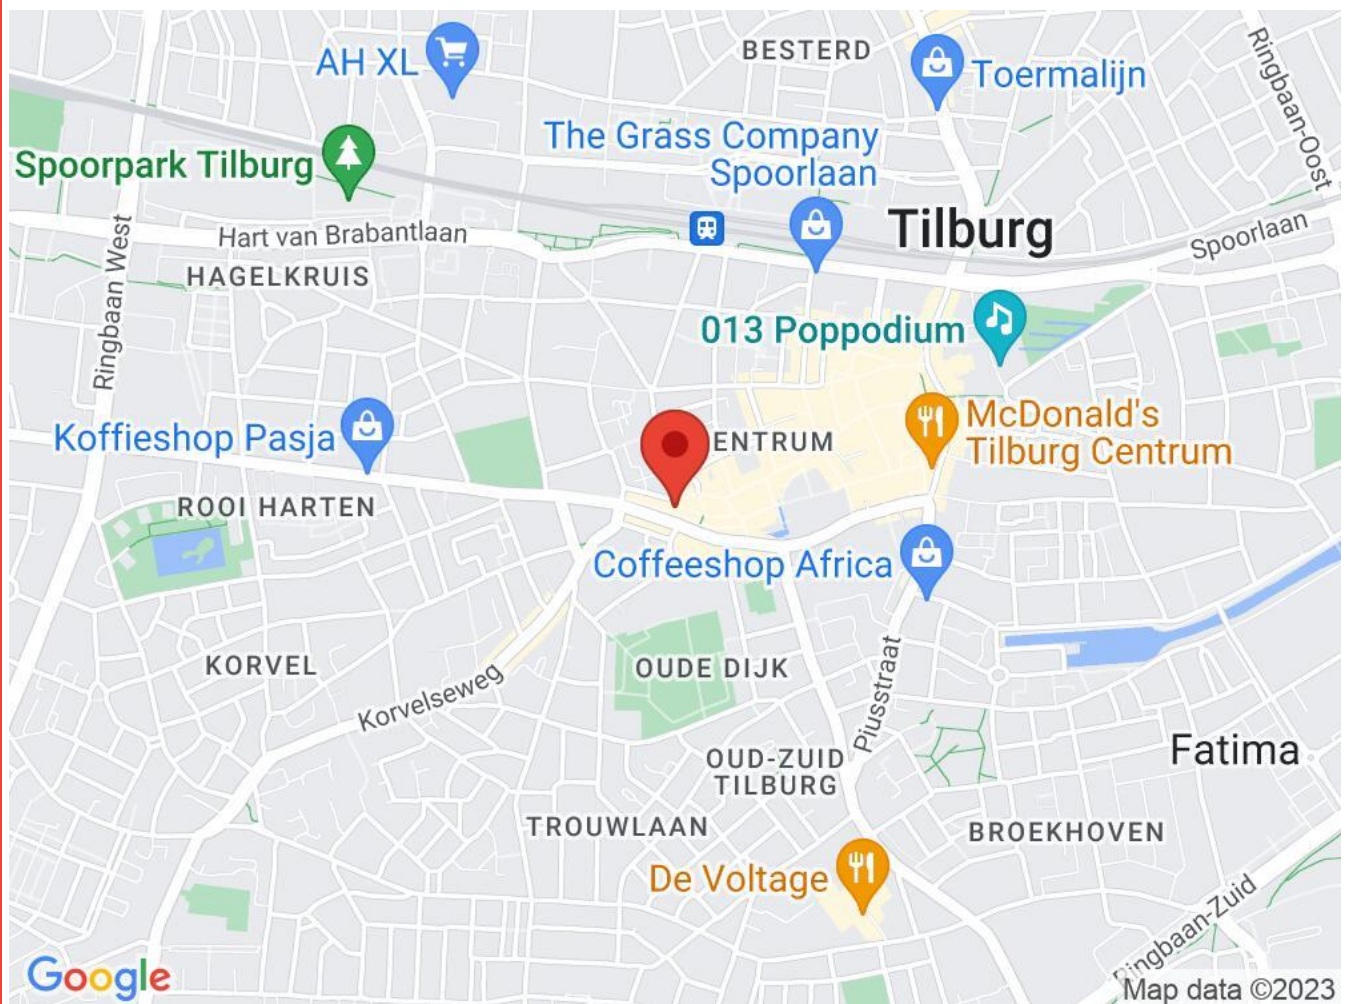 BESTERD
AH XL
Toermalijn
Ringbaan-Oost
The Grass Company
Spoorlaan
Spoorpark Tilburg
Tilburg
Hart van Brabantlaan
Spoorlaan
HAGELKRUIS
Ringbaan West
013 Poppodium
McDonald's
Tilburg Centrum
Koffieshop Pasja
ENTRUM
ROOI HARTEN
Coffeeshop Africa
KORVEL
OUDE DIJK
Korvelseweg
Piusstraat
Fatima
OUD-ZUID
TILBURG
TROUWLAAN
BROEKHOVEN
De Voltage
Ringbaan-Zuid
Google
Map data ©2023